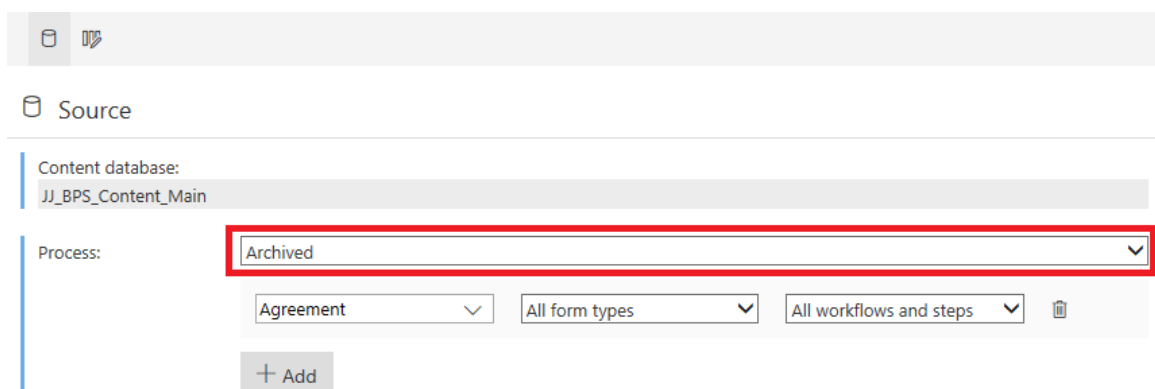 Source
Content database:
JJ_BPS_Content_Main
Process:
Archived
Agreement
All form types
All workflows and steps
Add